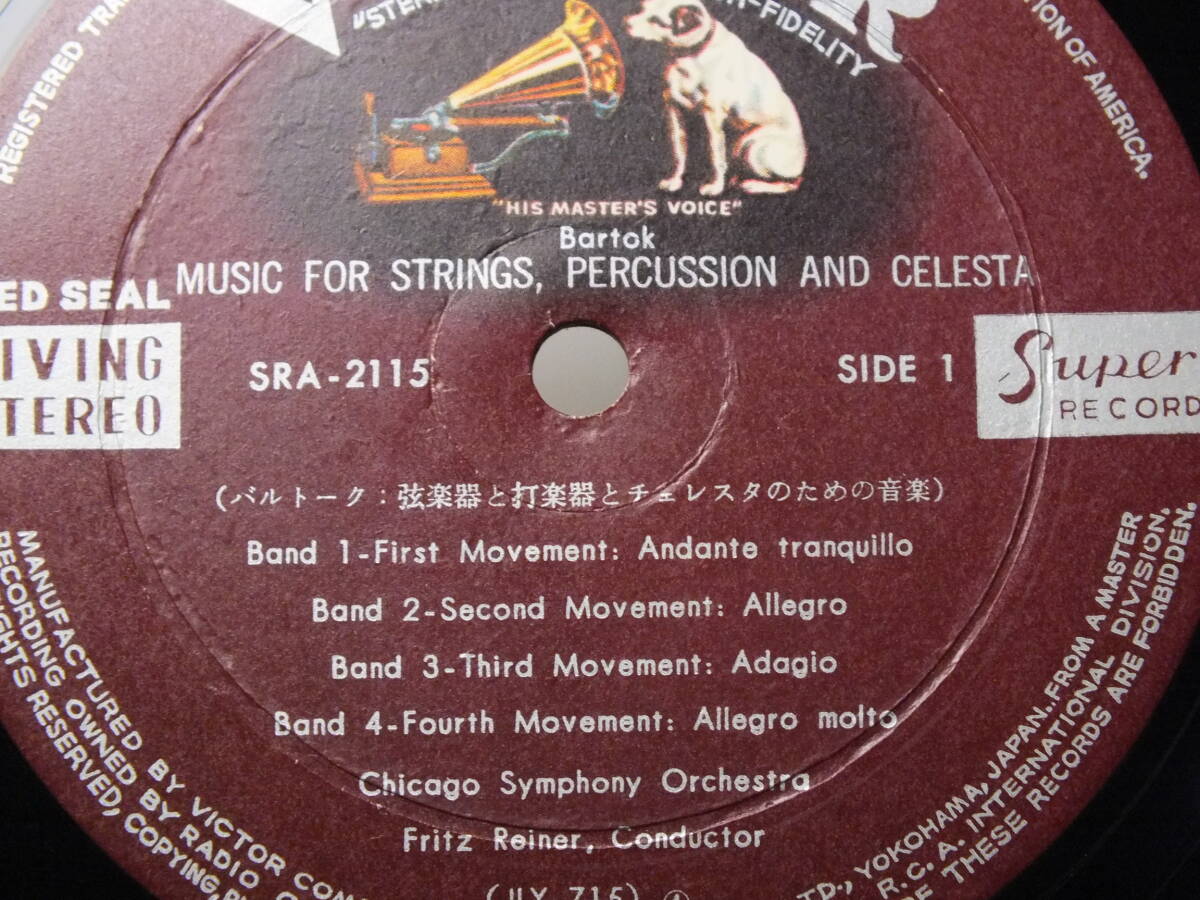 REGISTERED TRA
"STE
H-FIDELITY
TION OF AMERICA.
"HIS MASTER'S VOICE"
Bartok
MUSIC FOR STRINGS, PERCUSSION AND CELESTA
ED SEAL
IVING
TEREO
SRA-2115
SIDE 1
Super
RECORD
(バルトーク:弦楽器と打楽器とチェレスタのための音楽)
Band 1-First Movement: Andante tranquillo
Band 2-Second Movement: Allegro
Band 3-Third Movement: Adagio
Band 4-Fourth Movement: Allegro molto
Chicago Symphony Orchestra
Fritz Reiner, Conductor
MANUFACTURED BY VICTOR COM
RECORDING OWNED BY RADIO
GHTS RESERVED, COPYING,
TD., YOKOHAMA, JAPAN..FROM A MASTER
R.C.A. INTERNATIONAL DIVISION,
OF THESE RECORDS ARE FORBIDDEN.